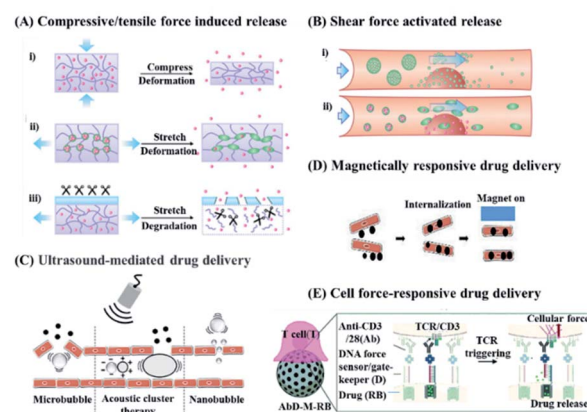 (A) Compressive/tensile force induced release
i)
Compress
Deformation
ii)
Stretch
Deformation
iii)
Stretch
Degradation
(B) Shear force activated release
i)
ii)
(C) Ultrasound-mediated drug delivery
Microbubble
Acoustic cluster
therapy
Nanobubble
(D) Magnetically responsive drug delivery
Internalization
Magnet on
(E) Cell force-responsive drug delivery
T cell(T)
AbD-M-RB
Anti-CD3
/28(Ab)
DNA force
sensor/gate-
keeper (D)
Drug (RB)
TCR/CD3
TCR
triggering
Cellular force
Drug release